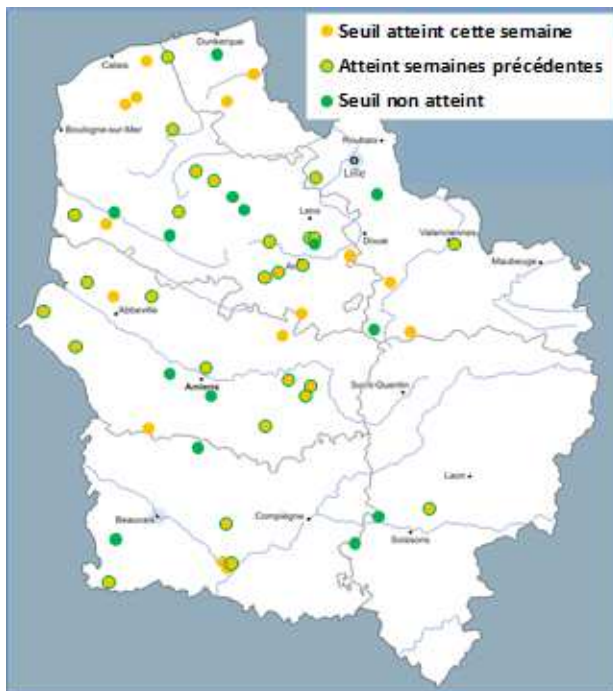 Seuil atteint cette semaine
Atteint semaines précédentes
Seuil non atteint
Dunkerque
Calais
Boulogne-sur-Mer
Roubaix
Lille
Lens
Douai
Valenciennes
Maubeuge
Abbeville
Amiens
Saint-Quentin
Laon
Beauvais
Compiègne
Soissons